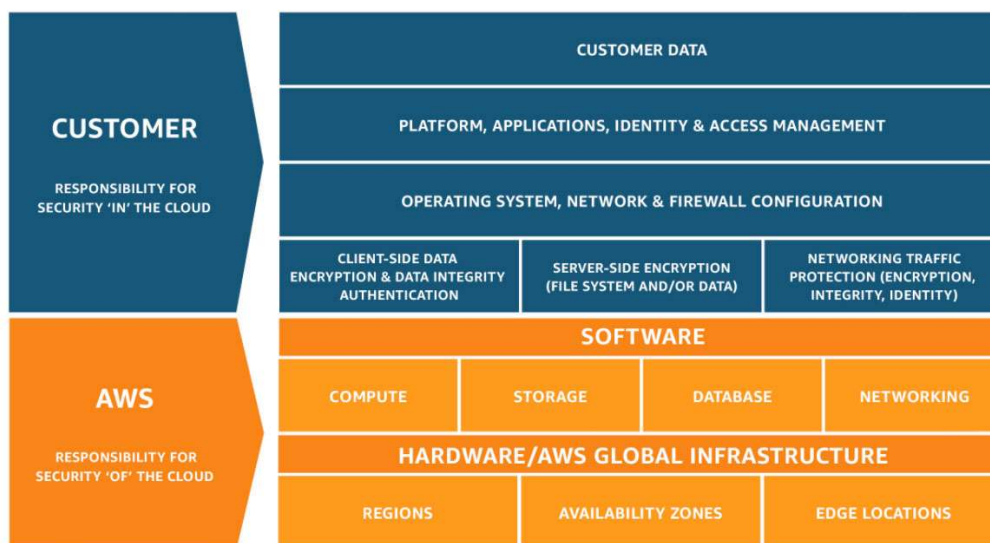 CUSTOMER
RESPONSIBILITY FOR
SECURITY ‘IN’ THE CLOUD
CUSTOMER DATA
PLATFORM, APPLICATIONS, IDENTITY & ACCESS MANAGEMENT
OPERATING SYSTEM, NETWORK & FIREWALL CONFIGURATION
CLIENT-SIDE DATA
ENCRYPTION & DATA INTEGRITY
AUTHENTICATION
SERVER-SIDE ENCRYPTION
(FILE SYSTEM AND/OR DATA)
NETWORKING TRAFFIC
PROTECTION (ENCRYPTION,
INTEGRITY, IDENTITY)
AWS
RESPONSIBILITY FOR
SECURITY ‘OF’ THE CLOUD
SOFTWARE
COMPUTE
STORAGE
DATABASE
NETWORKING
HARDWARE/AWS GLOBAL INFRASTRUCTURE
REGIONS
AVAILABILITY ZONES
EDGE LOCATIONS